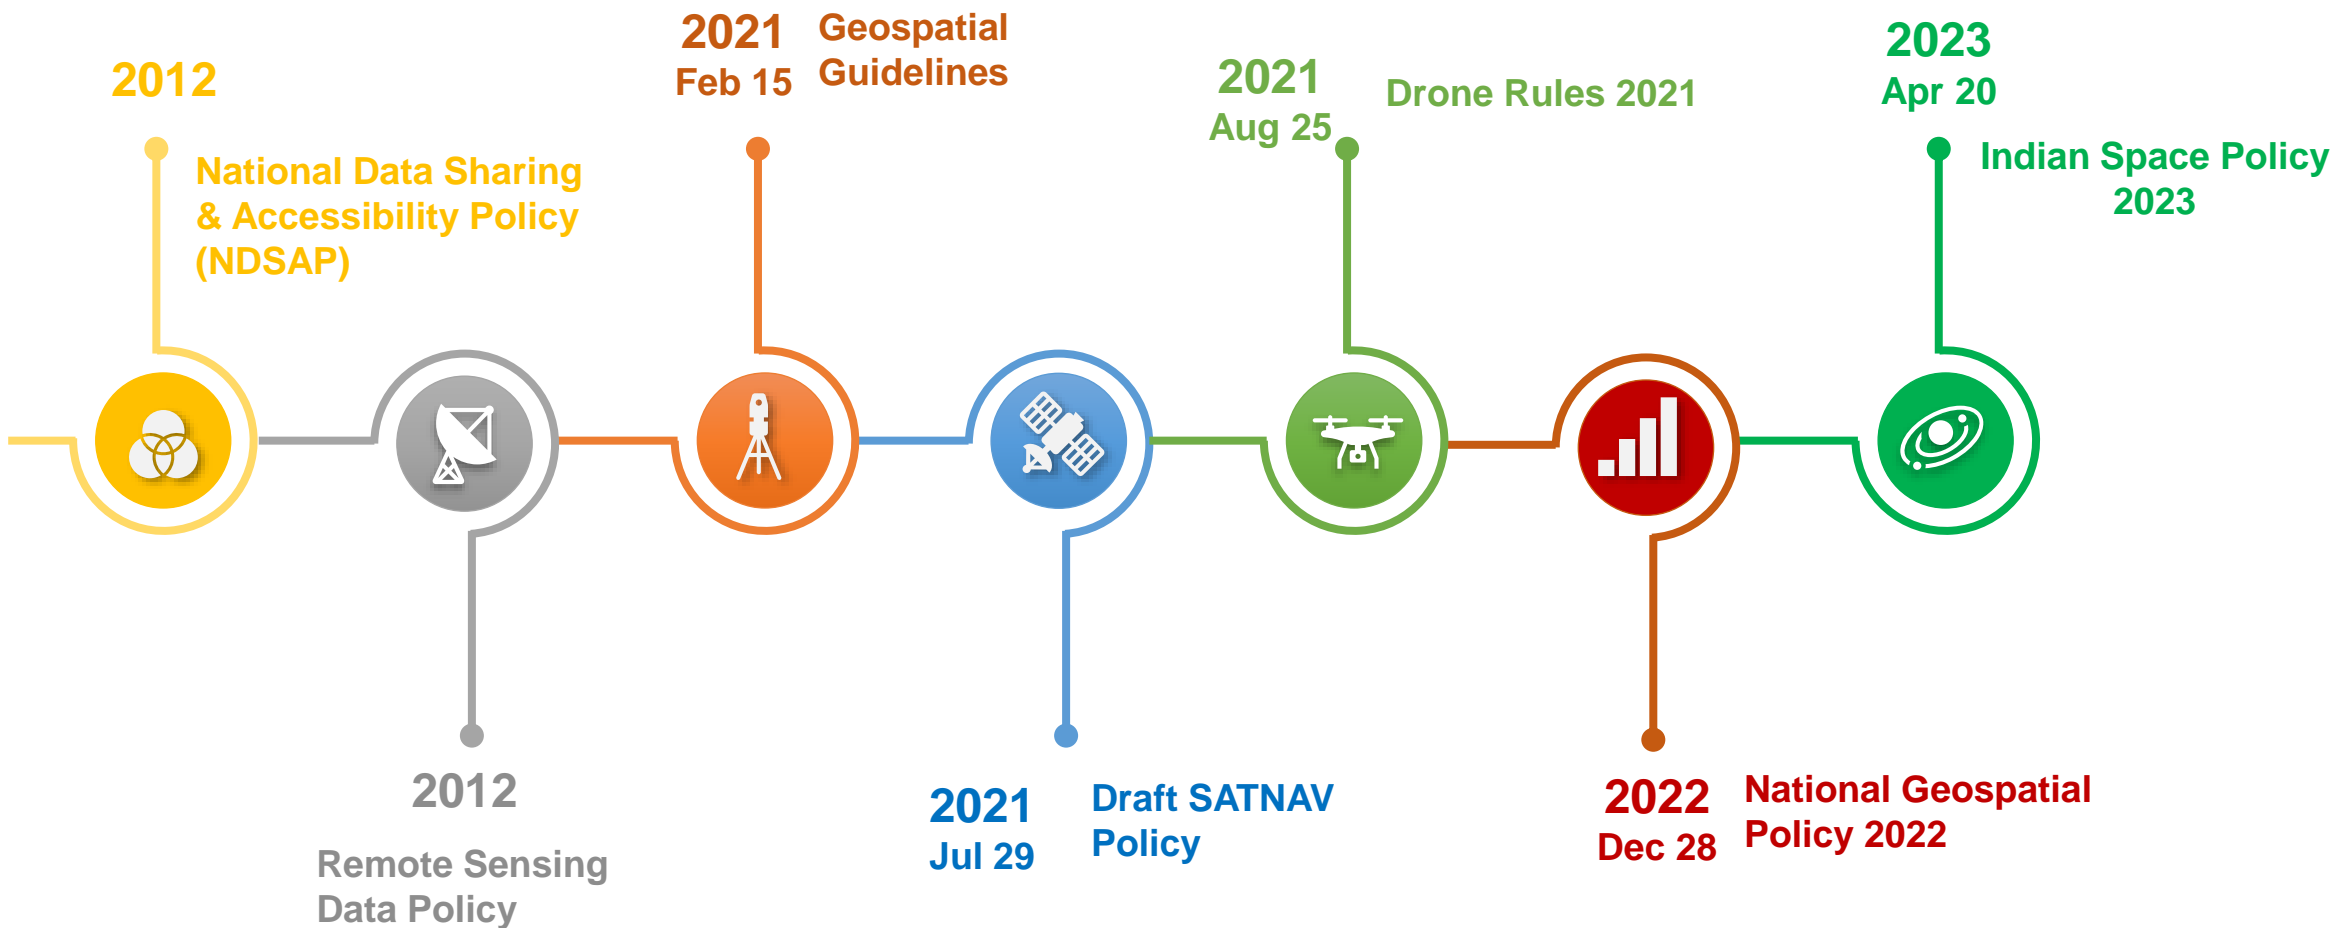 2012
National Data Sharing
& Accessibility Policy
(NDSAP)
2012
Remote Sensing
Data Policy
2021
Feb 15
Geospatial
Guidelines
2021
Jul 29
Draft SATNAV
Policy
2021
Aug 25
Drone Rules 2021
2022
Dec 28
National Geospatial
Policy 2022
2023
Apr 20
Indian Space Policy
2023